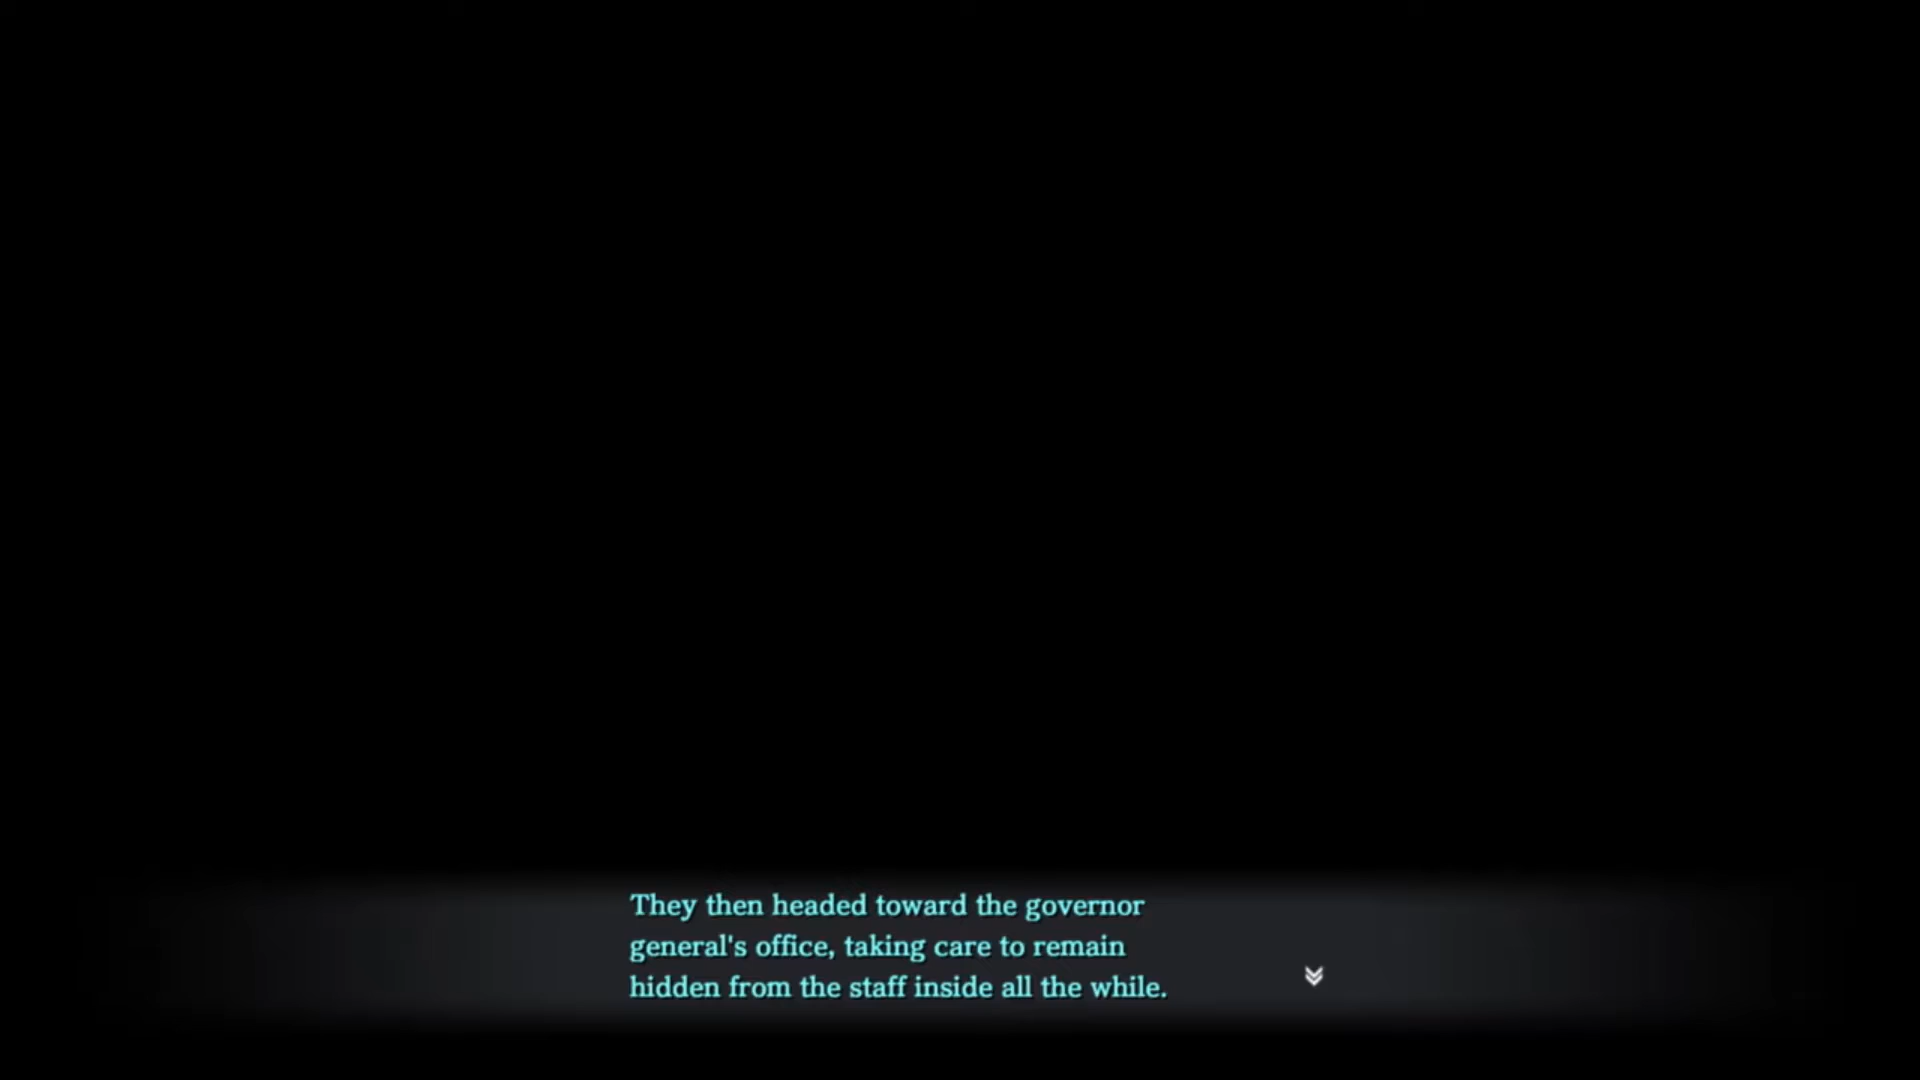 They then headed toward the governor
general's office, taking care to remain
hidden from the staff inside all the while.